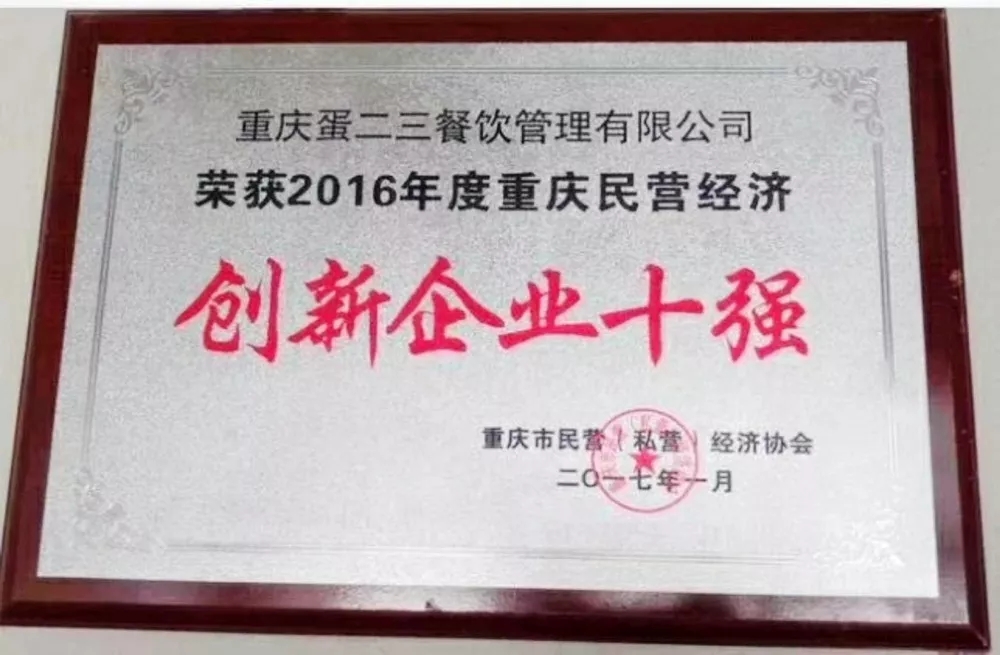 重庆蛋二三餐饮管理有限公司
荣获2016年度重庆民营经济
创新企业十强
重庆市民营（私营）经济协会
二〇一七年一月